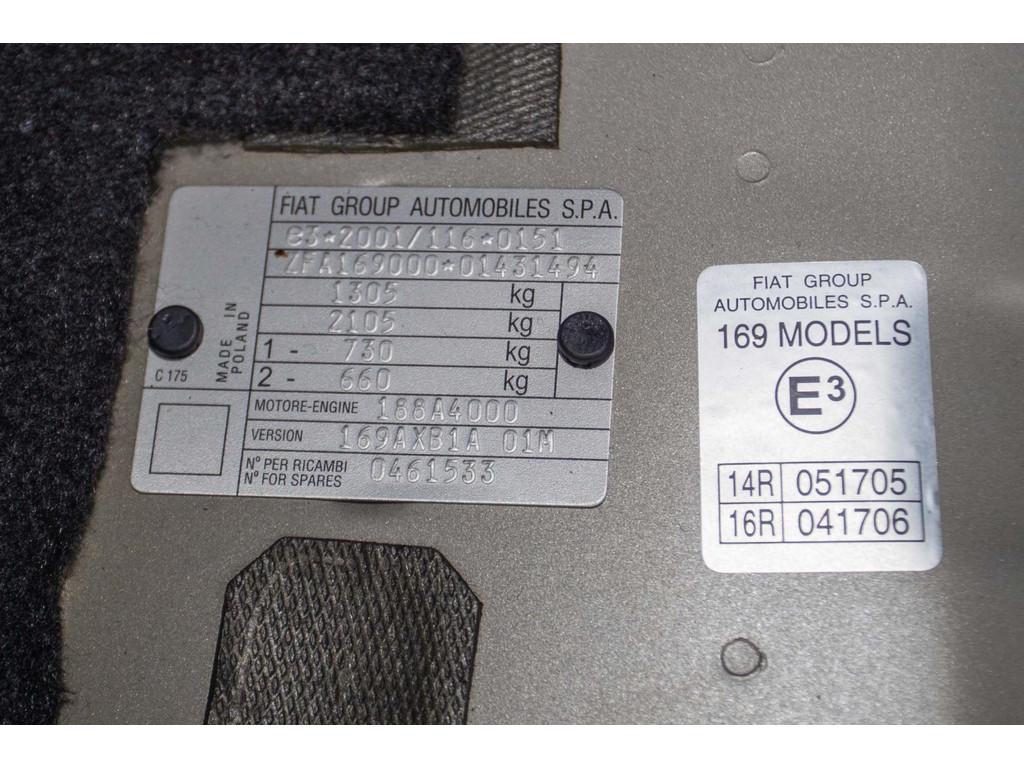 FIAT GROUP AUTOMOBILES S.P.A.
e3*2001/116*0151
ZFA169000*01431494
1305 kg
2105 kg
1 - 730 kg
2 - 660 kg
MADE IN
POLAND
C 175
MOTORE-ENGINE 188A4000
VERSION 169AXB1A 01M
Nº PER RICAMBI
Nº FOR SPARES 0461533
FIAT GROUP
AUTOMOBILES S.P.A.
169 MODELS
E3
14R 051705
16R 041706